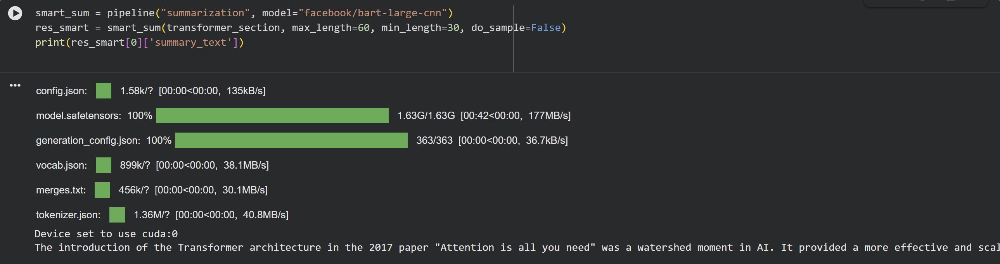 smart_sum = pipeline("summarization", model="facebook/bart-large-cnn")
res_smart = smart_sum(transformer_section, max_length=60, min_length=30, do_sample=False)
print(res_smart[0]['summary_text'])
config.json: 1.58k/? [00:00<00:00, 135kB/s]
model.safetensors: 100% 1.63G/1.63G [00:42<00:00, 177MB/s]
generation_config.json: 100% 363/363 [00:00<00:00, 36.7kB/s]
vocab.json: 899k/? [00:00<00:00, 38.1MB/s]
merges.txt: 456k/? [00:00<00:00, 30.1MB/s]
tokenizer.json: 1.36M/? [00:00<00:00, 40.8MB/s]
Device set to use cuda:0
The introduction of the Transformer architecture in the 2017 paper "Attention is all you need" was a watershed moment in AI. It provided a more effective and